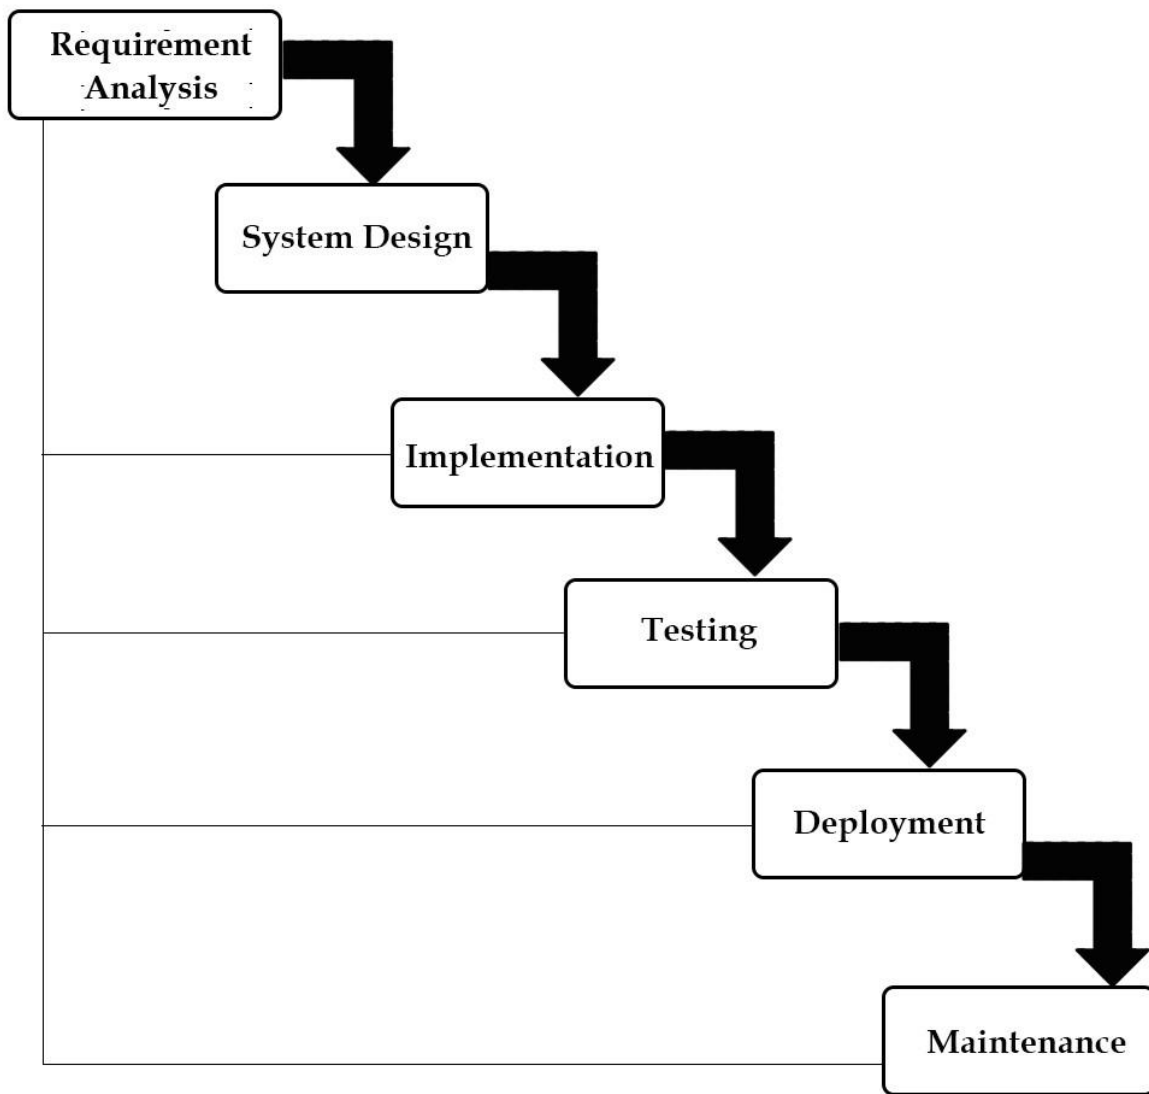 Requirement
Analysis
System Design
Implementation
Testing
Deployment
Maintenance